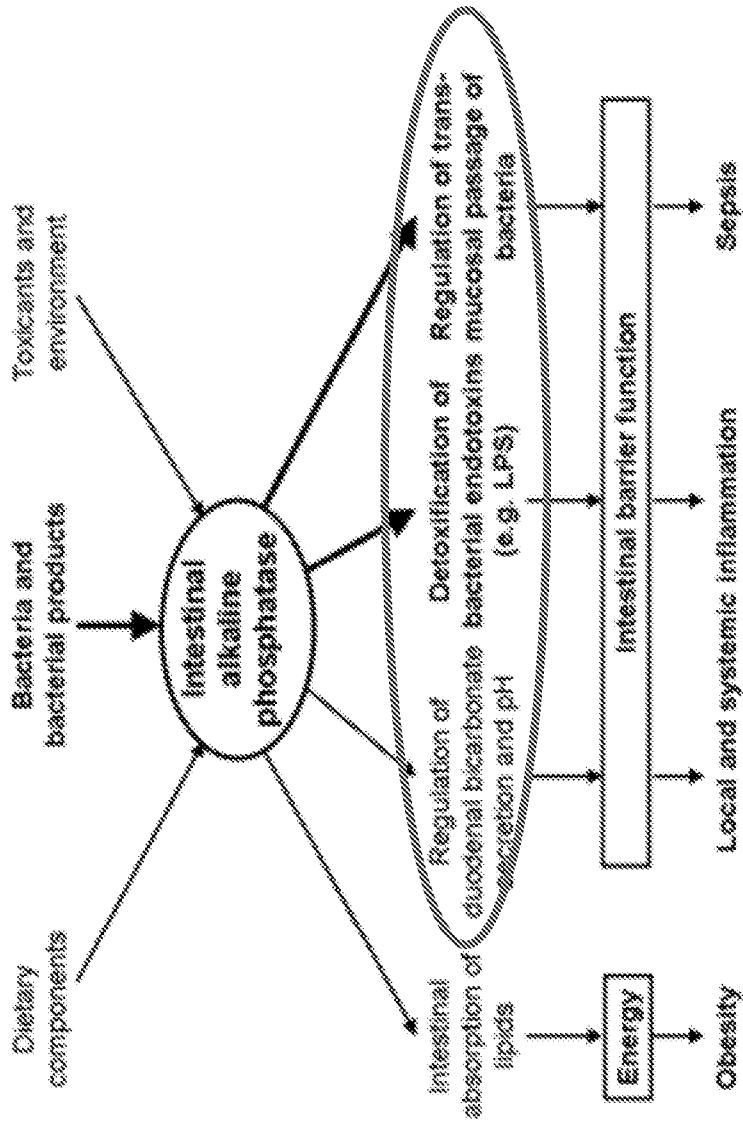 Dietary
components
Bacteria and
bacterial products
Toxicants and
environment
Intestinal
alkaline
phosphatase
Intestinal
absorption of
lipids
Regulation of
duodenal bicarbonate
secretion and pH
Detoxification of
bacterial endotoxins
(e.g. LPS)
Regulation of trans-
mucosal passage of
bacteria
Energy
Intestinal barrier function
Obesity
Local and systemic inflammation
Sepsis